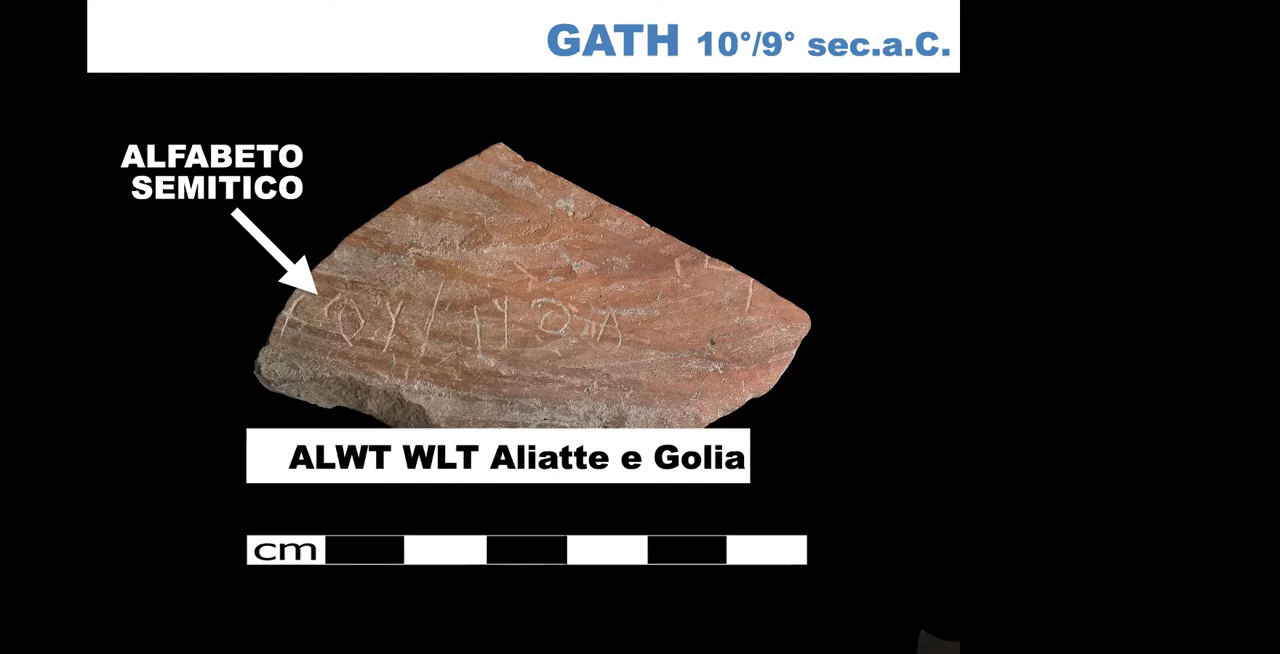 GATH 10°/9° sec.a.C.
ALFABETO
SEMITICO
ALWT WLT Aliatte e Golia
cm